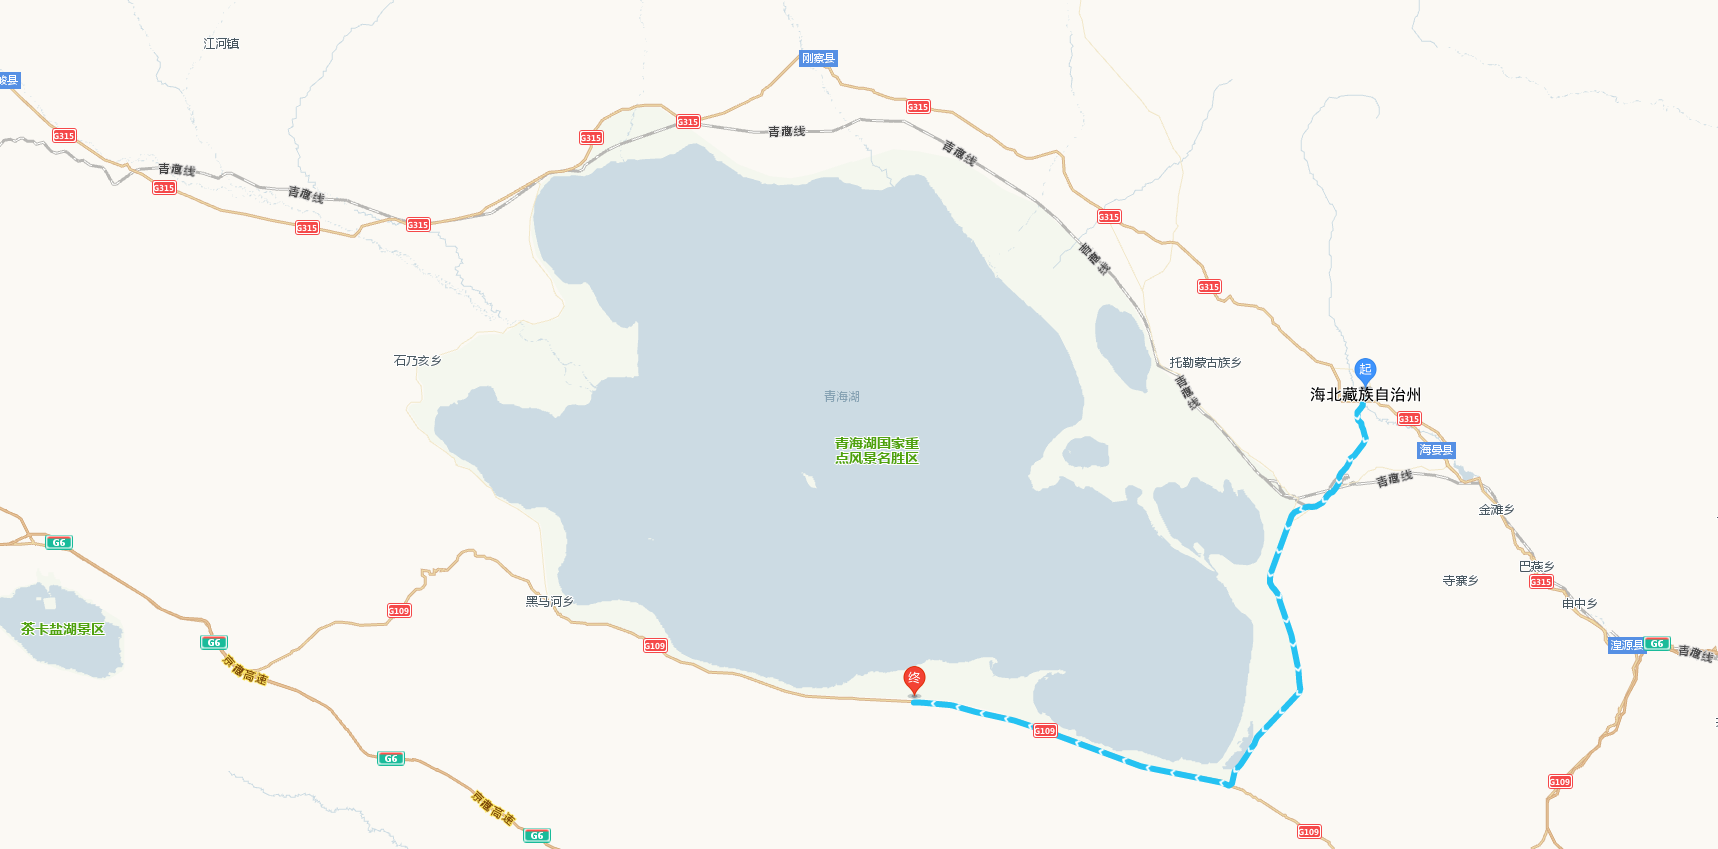 江河镇
刚察县
峻县
G315
G315
G315
G315
青藏线
青藏线
G315
青藏线
青藏线
G315
G315
G315
G315
青藏线
G315
石乃亥乡
托勒蒙古族乡
起
青藏线
海北藏族自治州
青海湖
G315
青海湖国家重
点风景名胜区
海晏县
青藏线
金滩乡
G6
巴燕乡
寺寨乡
G315
黑马河乡
申中乡
G109
茶卡盐湖景区
G6
G109
湟源县
G6
青藏线
京藏高速
终
G109
G6
G109
京藏高速
G6
G109